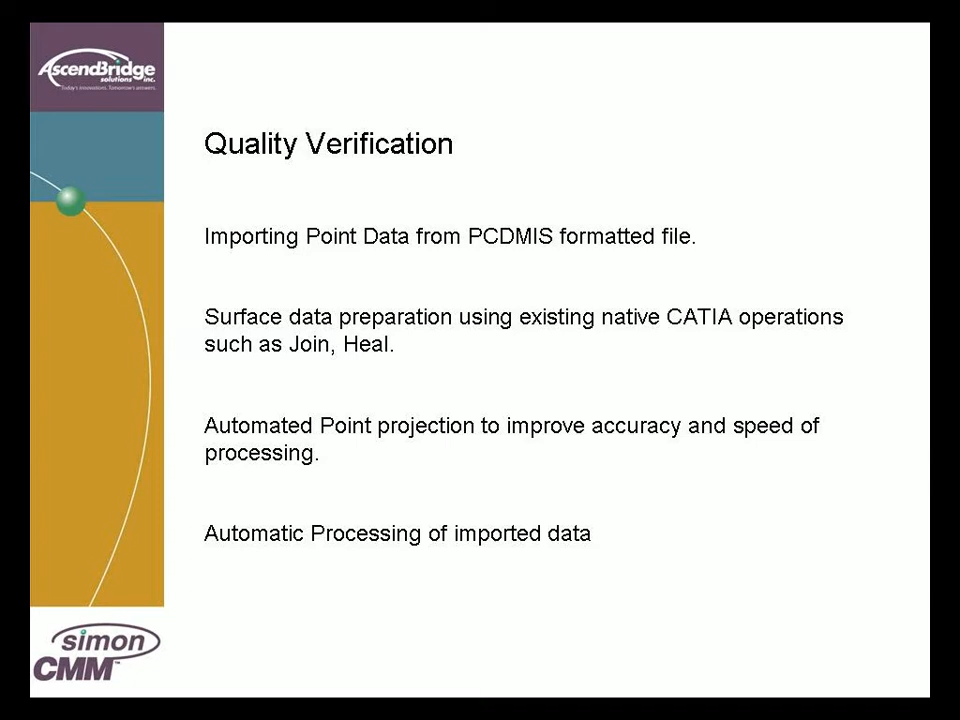 AscendBridge
solutions inc.
Today's innovations. Tomorrow's answers.
Quality Verification
Importing Point Data from PCDMIS formatted file.
Surface data preparation using existing native CATIA operations
such as Join, Heal.
Automated Point projection to improve accuracy and speed of
processing.
Automatic Processing of imported data
simon
CMM™